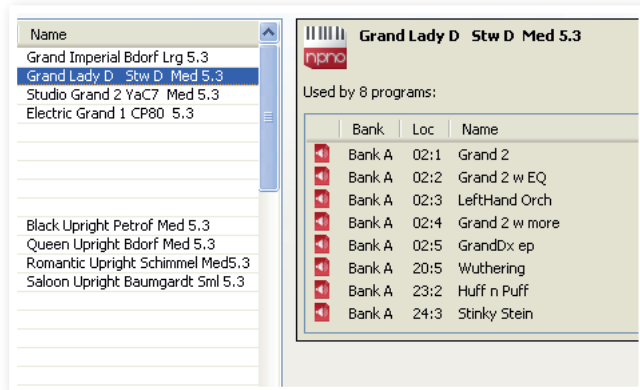 Name
Grand Imperial Bdorf Lrg 5.3
Grand Lady D Stw D Med 5.3
Studio Grand 2 YaC7 Med 5.3
Electric Grand 1 CP80 5.3
Black Upright Petrof Med 5.3
Queen Upright Bdorf Med 5.3
Romantic Upright Schimmel Med5.3
Saloon Upright Baumgardt Sml 5.3
npno
Grand Lady D Stw D Med 5.3
Used by 8 programs:
Bank Loc Name
Bank A 02:1 Grand 2
Bank A 02:2 Grand 2 w EQ
Bank A 02:3 LeftHand Orch
Bank A 02:4 Grand 2 w more
Bank A 02:5 GrandDx ep
Bank A 20:5 Wuthering
Bank A 23:2 Huff n Puff
Bank A 24:3 Stinky Stein